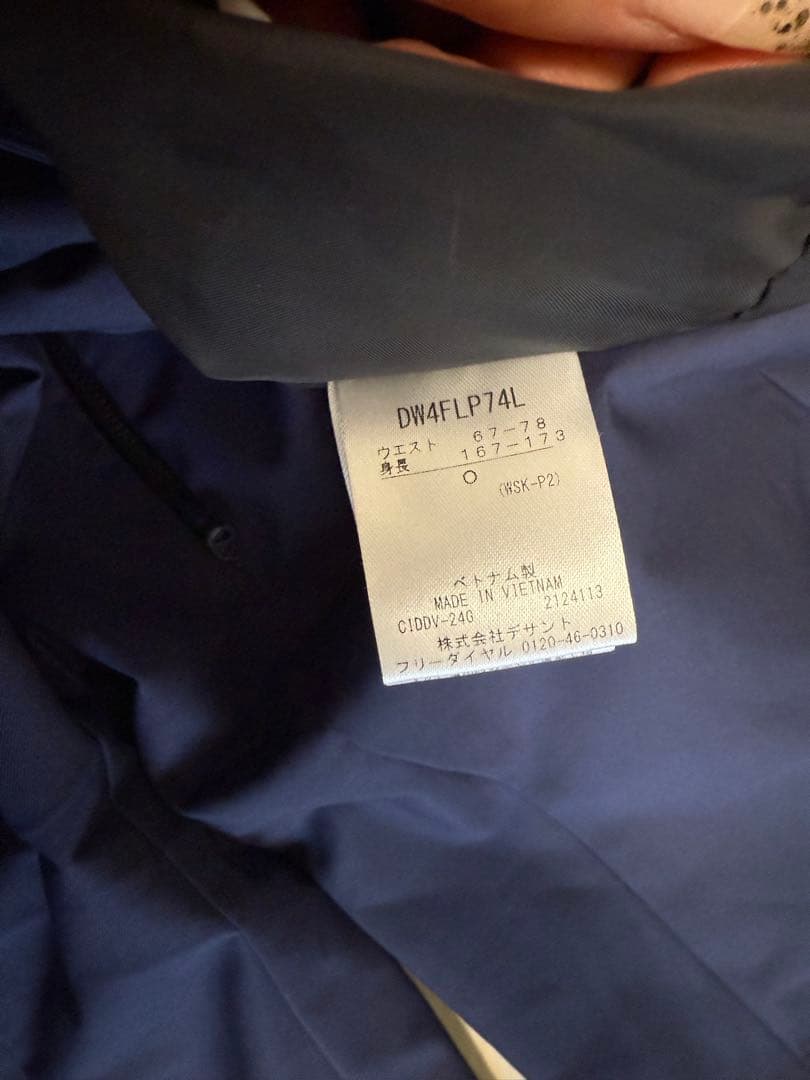 DW4FLP74L
ウエスト 67-78
身長 167-173
○
(WSK-P2)
ベトナム製
MADE IN VIETNAM
CIDDV-24G 2124113
株式会社デサント
フリーダイヤル 0120-46-0310